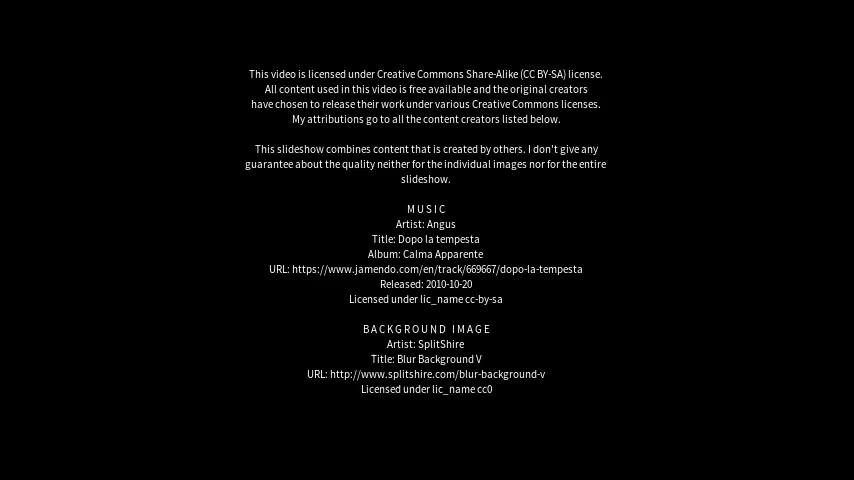 This video is licensed under Creative Commons Share-Alike (CC BY-SA) license.
All content used in this video is free available and the original creators
have chosen to release their work under various Creative Commons licenses.
My attributions go to all the content creators listed below.
This slideshow combines content that is created by others. I don't give any
guarantee about the quality neither for the individual images nor for the entire
slideshow.
MUSIC
Artist: Angus
Title: Dopo la tempesta
Album: Calma Apparente
URL: https://www.jamendo.com/en/track/669667/dopo-la-tempesta
Released: 2010-10-20
Licensed under lic_name cc-by-sa
BACKGROUND IMAGE
Artist: SplitShire
Title: Blur Background V
URL: http://www.splitshire.com/blur-background-v
Licensed under lic_name cc0